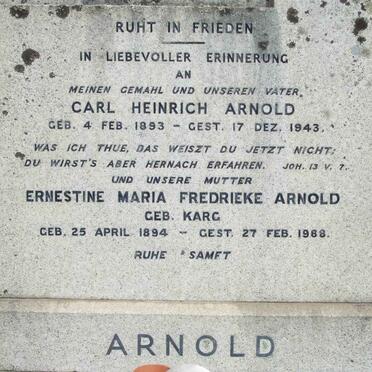 RUHT IN FRIEDEN
IN LIEBEVOLLER ERINNERUNG
AN
MEINEN GEMAHL UND UNSEREN VATER,
CARL HEINRICH ARNOLD
GEB. 4 FEB. 1893 – GEST. 17 DEZ. 1943.
WAS ICH THUE, DAS WEISZT DU JETZT NICHT;
DU WIRST'S ABER HERNACH ERFAHREN. JOH. 13 V. 7.
UND UNSERE MUTTER
ERNESTINE MARIA FREDRIEKE ARNOLD
GEB. KARG
GEB. 25 APRIL 1894 – GEST. 27 FEB. 1988.
RUHE SAMFT
ARNOLD